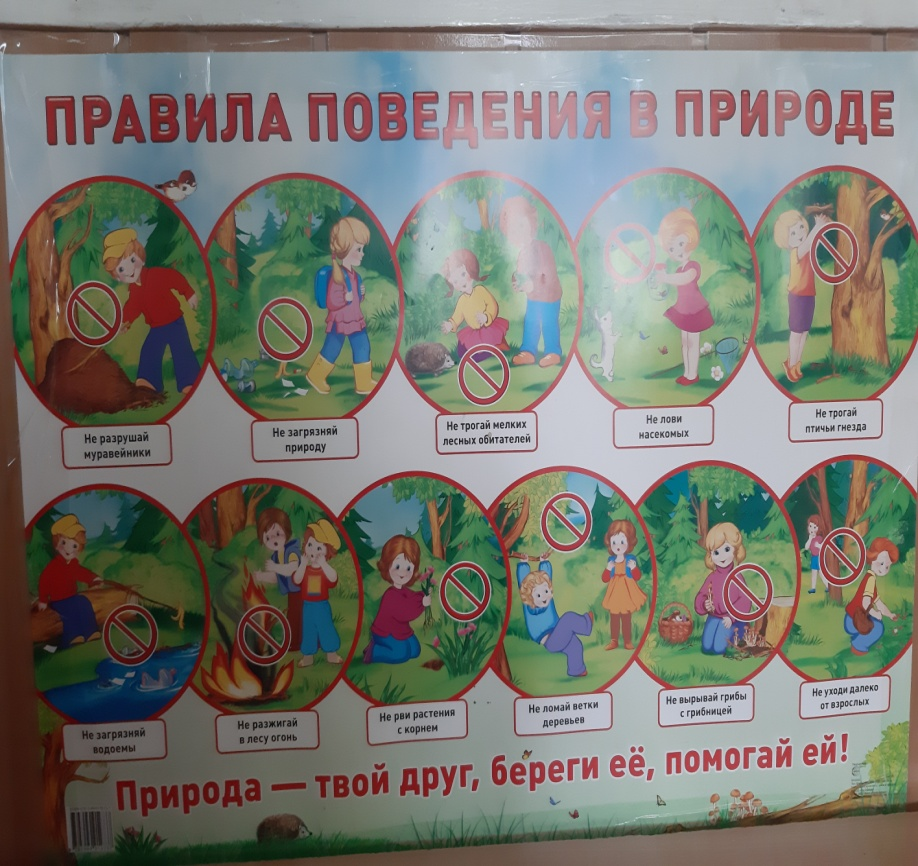 ПРАВИЛА ПОВЕДЕНИЯ В ПРИРОДЕ
Не разрушай
муравейники
Не загрязняй
природу
Не трогай мелких
лесных обитателей
Не лови
насекомых
Не трогай
птичьи гнезда
Не загрязняй
водоемы
Не разжигай
в лесу огонь
Не рви растения
с корнем
Не ломай ветки
деревьев
Не вырывай грибы
с грибницей
Не уходи далеко
от взрослых
Природа — твой друг, береги её, помогай ей!